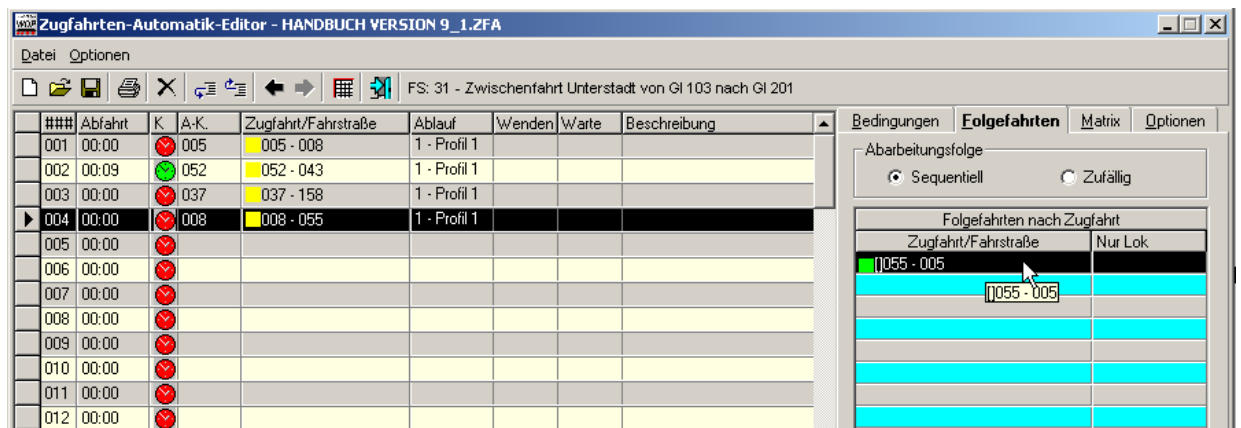 Zugfahrten-Automatik-Editor - HANDBUCH VERSION 9_1.ZFA
Datei Optionen
FS: 31 - Zwischenfahrt Unterstadt von Gl 103 nach Gl 201
### Abfahrt K A-K. Zugfahrt/Fahrstraße Ablauf Wenden Warte Beschreibung
001 00:00 005 005 - 008 1 - Profil 1
002 00:09 052 052 - 043 1 - Profil 1
003 00:00 037 037 - 158 1 - Profil 1
004 00:00 008 008 - 055 1 - Profil 1
005 00:00
006 00:00
007 00:00
008 00:00
009 00:00
010 00:00
011 00:00
012 00:00
Bedingungen Folgefahrten Matrix Optionen
Abarbeitungsfolge
Sequentiell Zufällig
Folgefahrten nach Zugfahrt
Zugfahrt/Fahrstraße Nur Lok
[]055 - 005
[]055 - 005